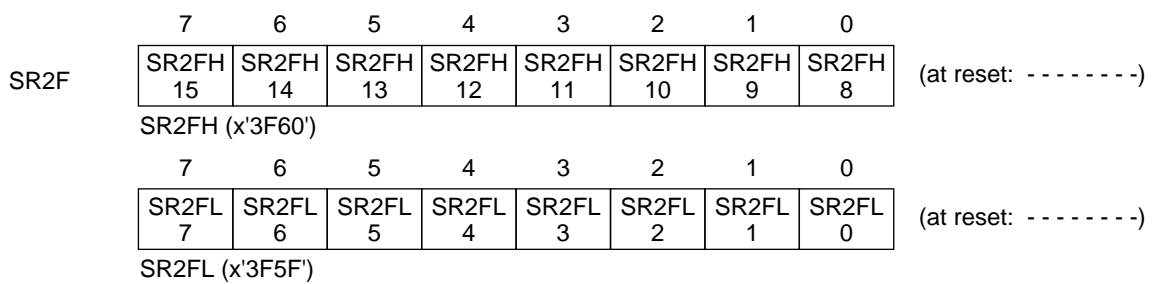 7 6 5 4 3 2 1 0
SR2F SR2FH 15 SR2FH 14 SR2FH 13 SR2FH 12 SR2FH 11 SR2FH 10 SR2FH 9 SR2FH 8 (at reset: - - - - - - - -)
SR2FH (x'3F60')
7 6 5 4 3 2 1 0
SR2FL 7 SR2FL 6 SR2FL 5 SR2FL 4 SR2FL 3 SR2FL 2 SR2FL 1 SR2FL 0 (at reset: - - - - - - - -)
SR2FL (x'3F5F')